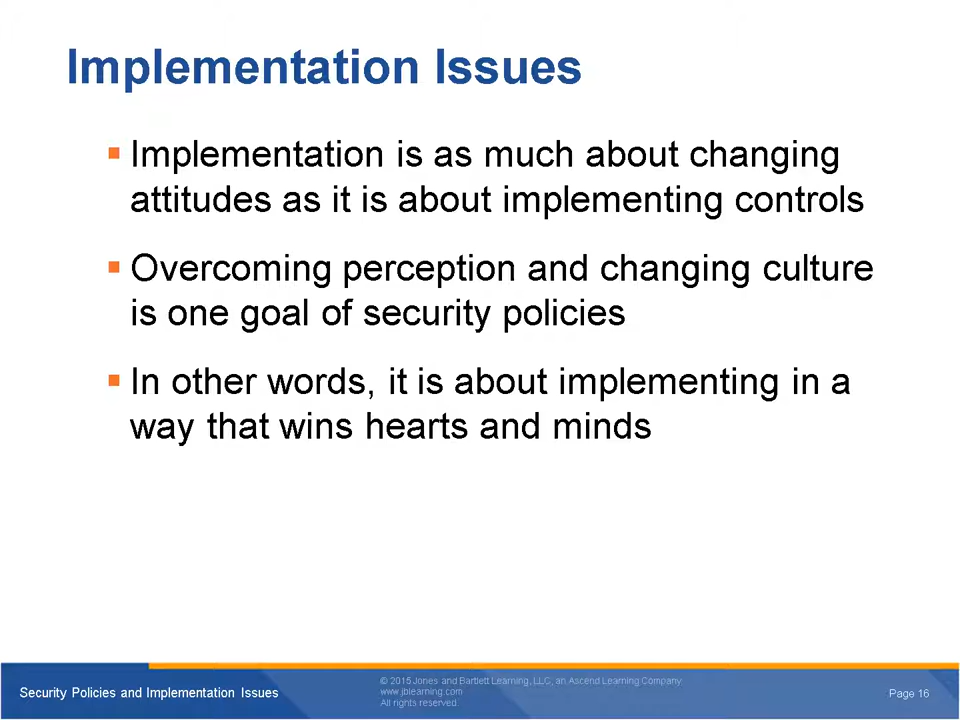 Implementation Issues
Implementation is as much about changing
attitudes as it is about implementing controls
Overcoming perception and changing culture
is one goal of security policies
In other words, it is about implementing in a
way that wins hearts and minds
Security Policies and Implementation Issues
© 2015 Jones and Bartlett Learning, LLC, an Ascend Learning Company
www.jblearning.com
All rights reserved.
Page 16